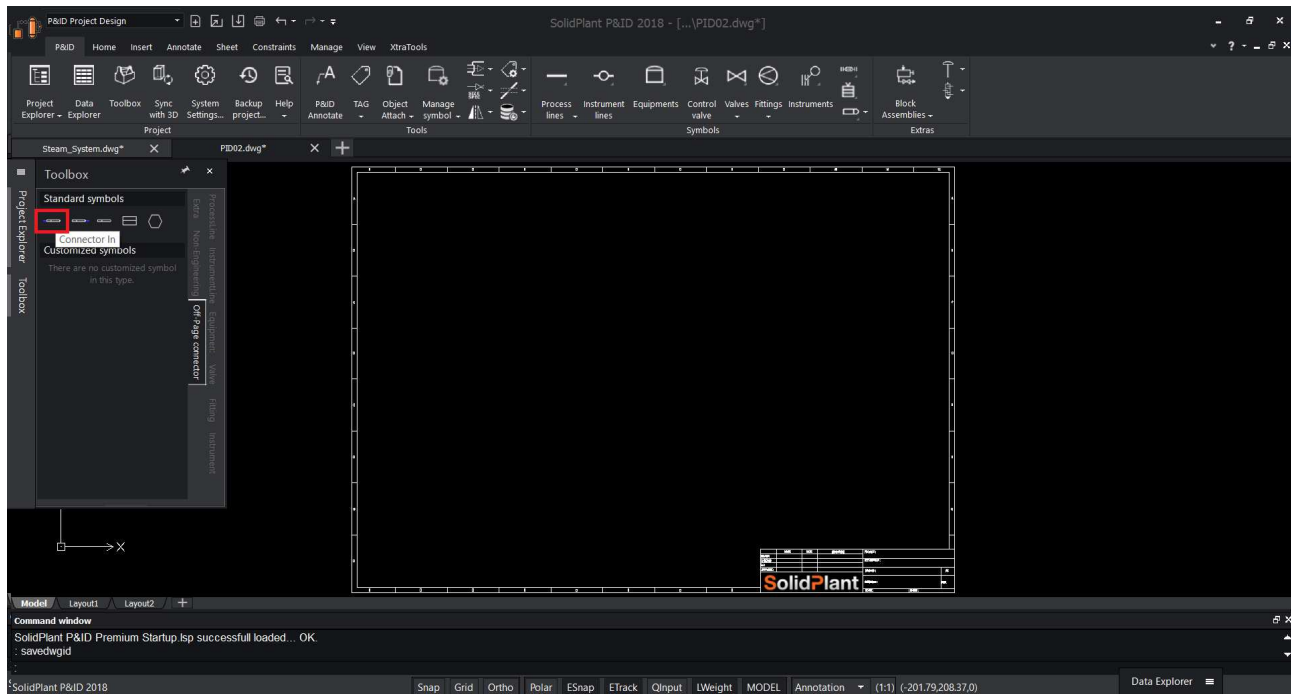 P&ID Project Design
SolidPlant P&ID 2018 - [...\PID02.dwg*]
P&ID Home Insert Annotate Sheet Constraints Manage View XtraTools
Project Explorer
Data Explorer
Toolbox
Sync with 3D
System Settings...
Backup project...
Help
P&ID Annotate
TAG
Object Attach
Manage symbol
Process lines
Instrument lines
Equipments
Control valve
Valves
Fittings
Instruments
Block Assemblies
Project Tools Symbols Extras
Steam_System.dwg* PID02.dwg*
Toolbox
Standard symbols
Connector In
Customized symbols
There are no customized symbol
in this type.
Project Explorer
Toolbox
Extra
Non Engineering
Off-Page connector
ProcessLine
InstrumentLine
Equipment
Valve
Fitting
Instrument
X
SolidPlant
Model Layout1 Layout2
Command window
SolidPlant P&ID Premium Startup.lsp successfull loaded... OK.
: savedwgid
:
SolidPlant P&ID 2018
Snap Grid Ortho Polar ESnap ETrack QInput LWeight MODEL Annotation (1:1) (-201.79,208.37,0)
Data Explorer